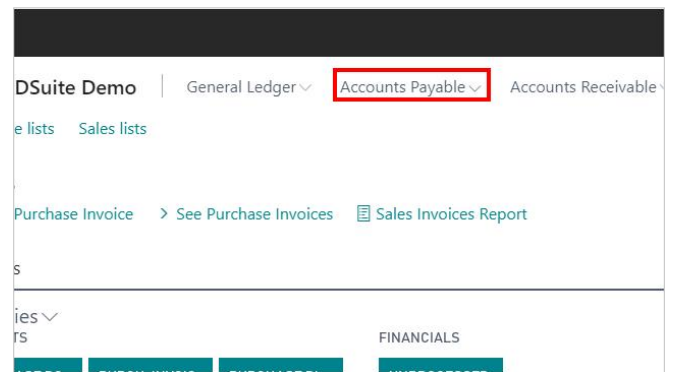 DSuite Demo General Ledger Accounts Payable Accounts Receivable
e lists Sales lists
Purchase Invoice > See Purchase Invoices Sales Invoices Report
s
ies
TS FINANCIALS